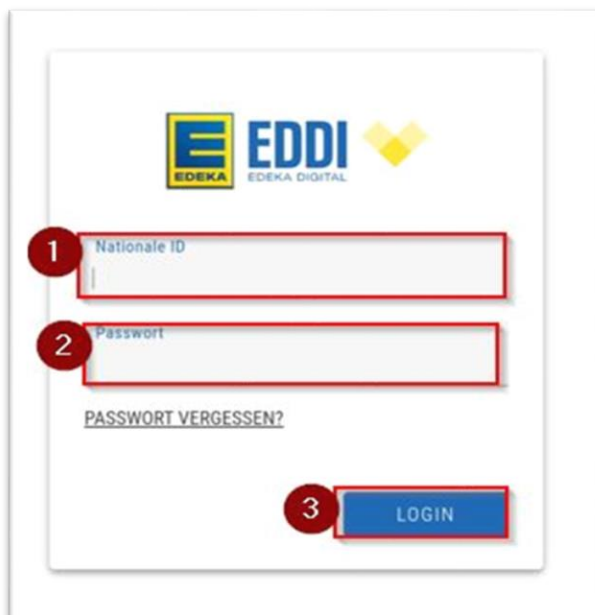 EDEKA
EDDI
EDEKA DIGITAL
1
Nationale ID
2
Passwort
PASSWORT VERGESSEN?
3
LOGIN